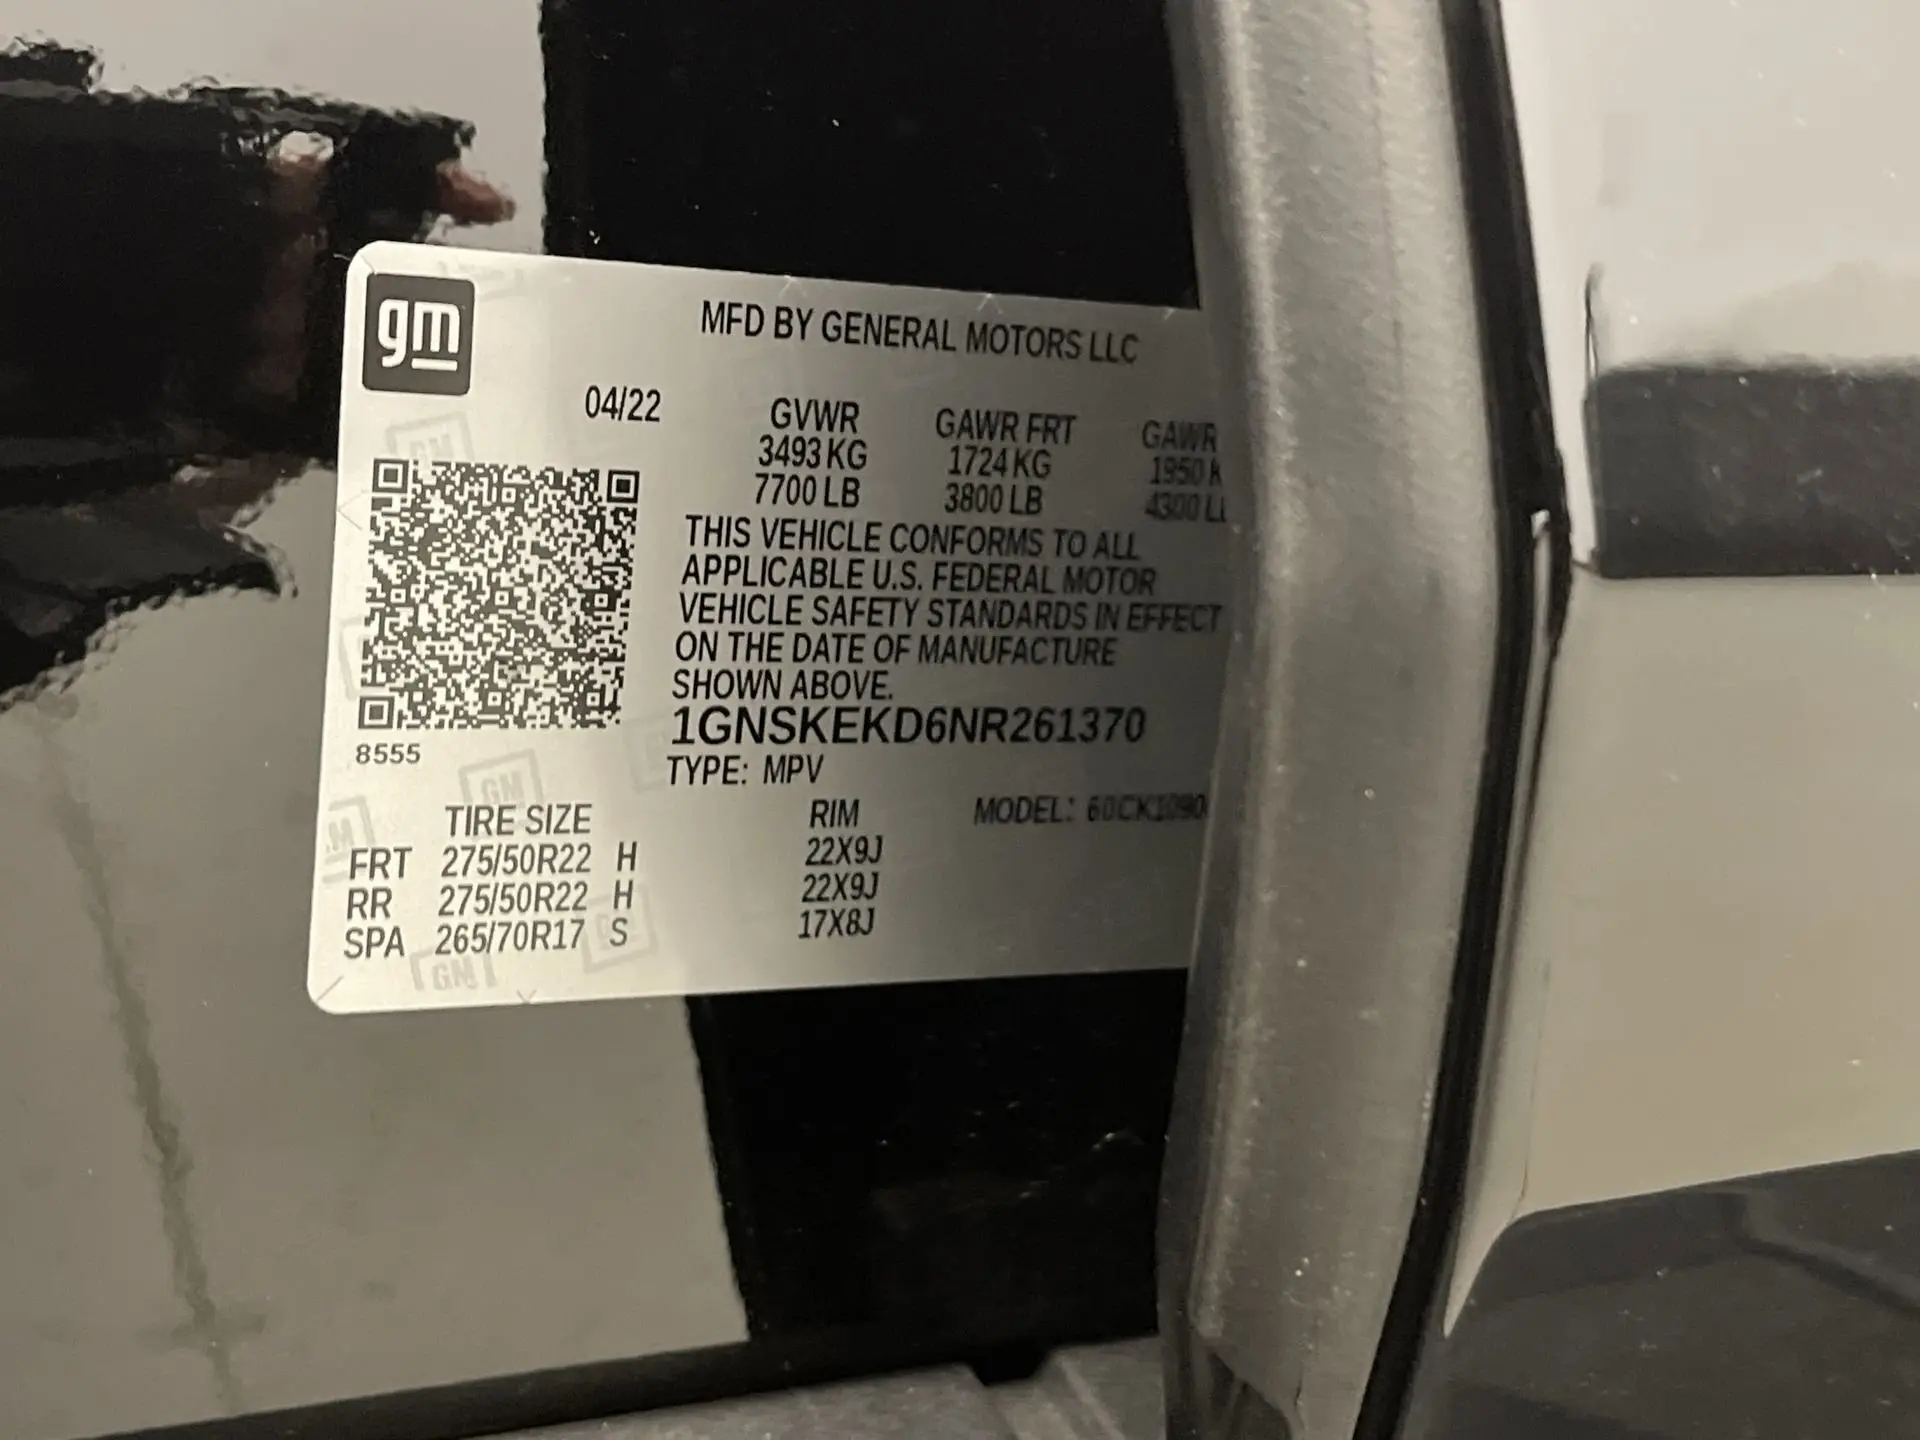 gm
MFD BY GENERAL MOTORS LLC
04/22 GVWR GAWR FRT GAWR
3493 KG 1724 KG 1950 K
7700 LB 3800 LB 4300 L
THIS VEHICLE CONFORMS TO ALL
APPLICABLE U.S. FEDERAL MOTOR
VEHICLE SAFETY STANDARDS IN EFFECT
ON THE DATE OF MANUFACTURE
SHOWN ABOVE.
1GNSKEKD6NR261370
8555
TYPE: MPV
TIRE SIZE RIM MODEL:
FRT 275/50R22 H 22X9J
RR 275/50R22 H 22X9J
SPA 265/70R17 S 17X8J